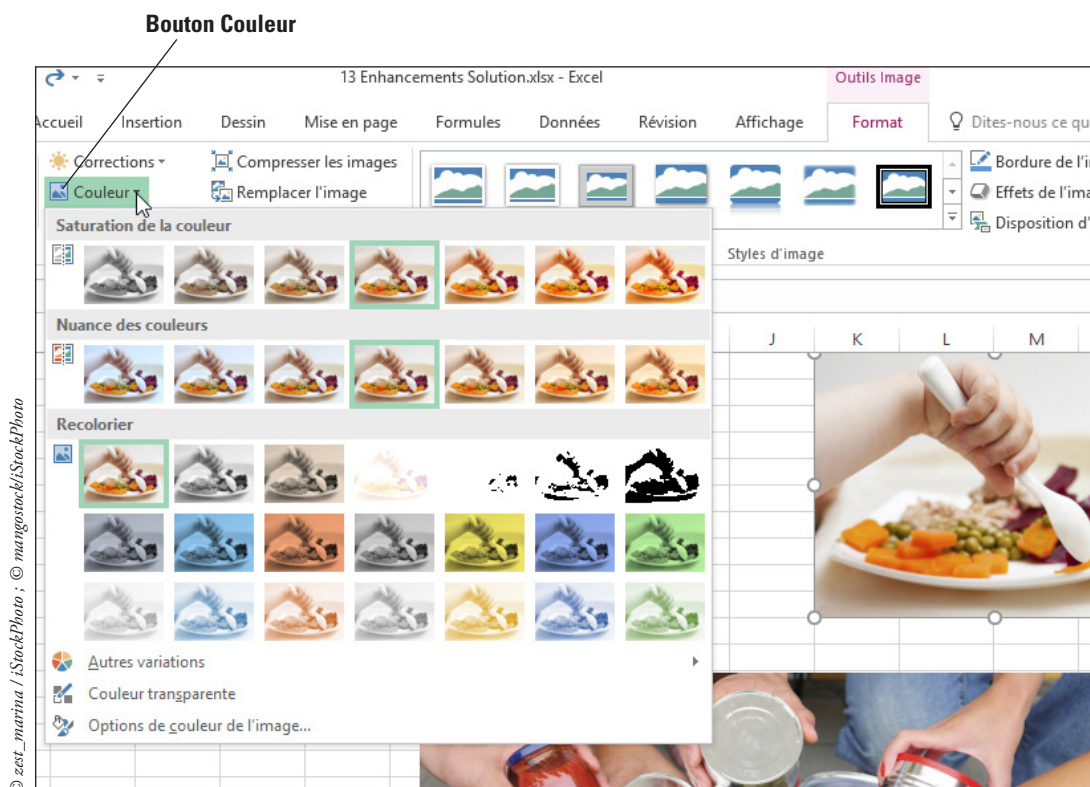 Bouton Couleur
13 Enhancements Solution.xlsx - Excel
Outils Image
Accueil Insertion Dessin Mise en page Formules Données Révision Affichage Format Dites-nous ce qu
Corrections Compresser les images
Couleur Remplacer l'image
Bordure de l'i
Effets de l'ima
Disposition d'
Styles d'image
Saturation de la couleur
Nuance des couleurs
Recolorier
Autres variations
Couleur transparente
Options de couleur de l'image...
J K L M
© zest_marina / iStockPhoto ; © mangostock/iStockPhoto